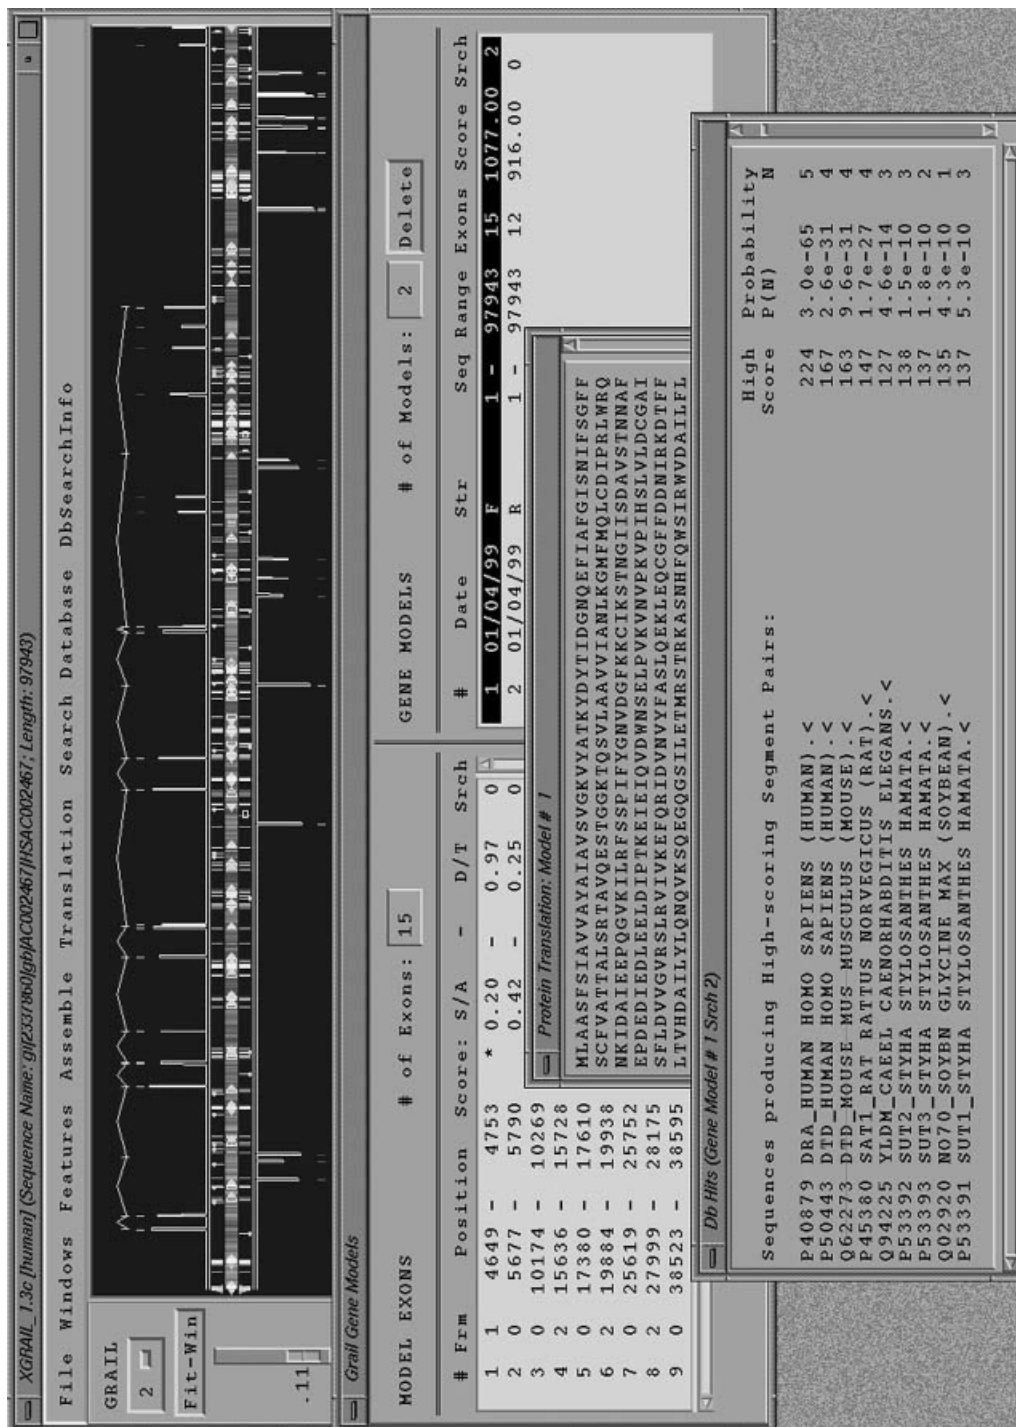 XGRAIL_1.3c [human] (Sequence Name: gi|2337860|gb|AC002467|HSAC002467; Length: 97943)
File Windows Features Assemble Translation Search Database DbSearchInfo
GRAIL
2
Fit-Win
-.11
Grail Gene Models
MODEL EXONS # of Exons: 15
# Frm Position Score: S/A - D/T Srch
1 1 4649 - 4753 * 0.20 - 0.97 0
2 0 5677 - 5790 0.42 - 0.25 0
3 0 10174 - 10269
4 2 15636 - 15728
5 0 17380 - 17610
6 2 19884 - 19938
7 0 25619 - 25752
8 2 27999 - 28175
9 0 38523 - 38595
GENE MODELS # of Models: 2 Delete
# Date Str Seq Range Exons Score Srch
1 01/04/99 F 1 - 97943 15 1077.00 2
2 01/04/99 R 1 - 97943 12 916.00 0
Protein Translation: Model # 1
MLAASFSIAVVAYAIAVSVGKVYATKYDYTIDGNQEFIAFGISNIFSGFF
SCFVATTALSRTAVQESTGGKTQSVLAAVVIANLKGMFMQLCDIPRLWRQ
NKIDAIEEPQGVKILRFSSPIFYGNVDGFKKCIKSTNGIISDAVSTNNAF
EPDEDIEDLEELDIPTKEIEIQVDWNSELPVKVNVPKVPIHSLVLDCGAI
SFLDVVGVRSLRVIVKEFQRIDVNVYFASLQEKLEQCGFFDDNIRKDTFF
LTVHDAILYLQNQVKSQEGQGSILETMRSTRKASNHFQWSIRWVDAILFL
Db Hits (Gene Model # 1 Srch 2)
High Probability
Sequences producing High-scoring Segment Pairs: Score P(N) N
P40879 DRA_HUMAN HOMO SAPIENS (HUMAN).< 224 3.0e-65 5
P50443 DTD_HUMAN HOMO SAPIENS (HUMAN).< 167 2.6e-31 4
Q62273 DTD_MOUSE MUS MUSCULUS (MOUSE).< 163 9.6e-31 4
P45380 SAT1_RAT RATTUS NORVEGICUS (RAT).< 147 1.7e-27 4
Q94225 YLDM_CAEEL CAENORHABDITIS ELEGANS.< 127 4.6e-14 3
P53392 SUT2_STYHA STYLOSANTHES HAMATA.< 138 1.5e-10 3
P53393 SUT3_STYHA STYLOSANTHES HAMATA.< 137 1.8e-10 2
Q02920 NO70_SOYBN GLYCINE MAX (SOYBEAN).< 135 4.3e-10 1
P53391 SUT1_STYHA STYLOSANTHES HAMATA.< 137 5.3e-10 3